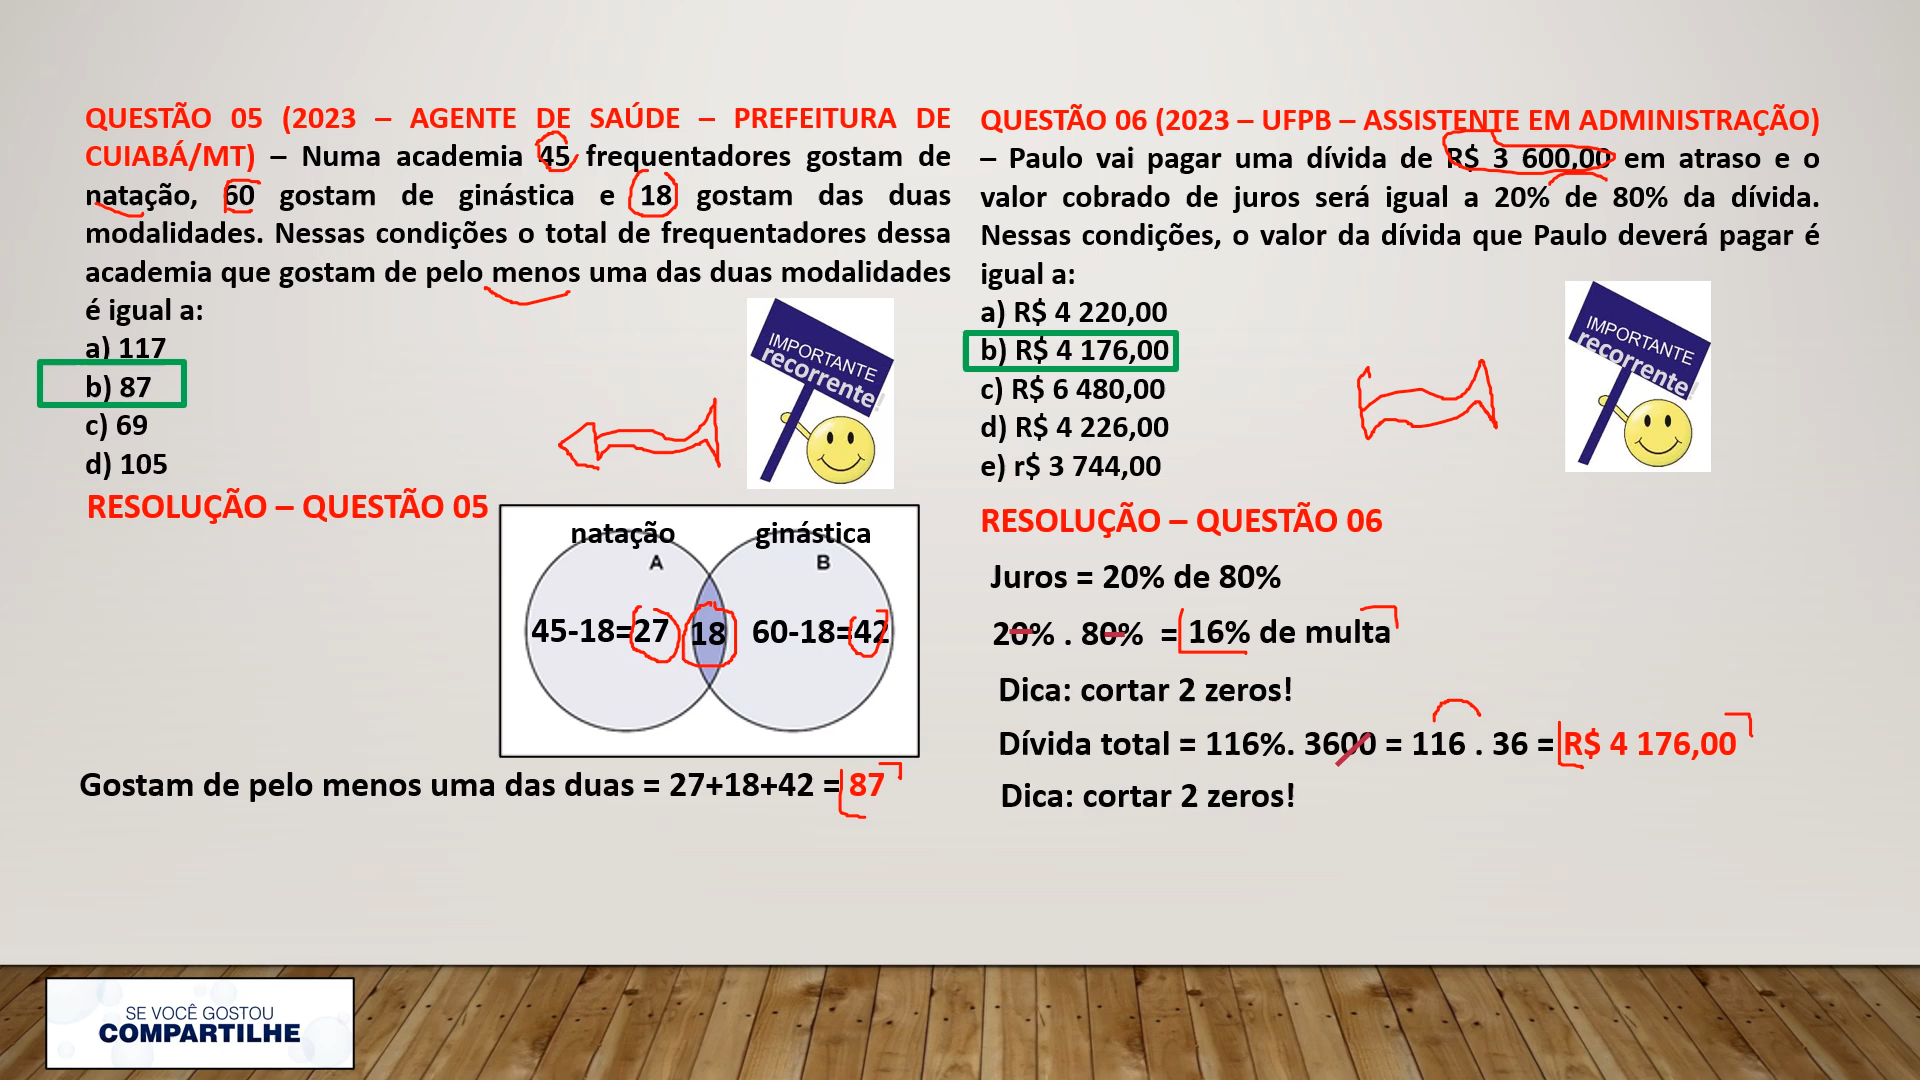 QUESTÃO 05 (2023 – AGENTE DE SAÚDE – PREFEITURA DE
CUIABÁ/MT) – Numa academia 45 frequentadores gostam de
natação, 60 gostam de ginástica e 18 gostam das duas
modalidades. Nessas condições o total de frequentadores dessa
academia que gostam de pelo menos uma das duas modalidades
é igual a:
a) 117
b) 87
c) 69
d) 105
IMPORTANTE
recorrente!
RESOLUÇÃO – QUESTÃO 05
natação ginástica
A B
45-18=27 18 60-18=42
Gostam de pelo menos uma das duas = 27+18+42 = 87
QUESTÃO 06 (2023 – UFPB – ASSISTENTE EM ADMINISTRAÇÃO)
– Paulo vai pagar uma dívida de R$ 3 600,00 em atraso e o
valor cobrado de juros será igual a 20% de 80% da dívida.
Nessas condições, o valor da dívida que Paulo deverá pagar é
igual a:
a) R$ 4 220,00
b) R$ 4 176,00
c) R$ 6 480,00
d) R$ 4 226,00
e) r$ 3 744,00
IMPORTANTE
recorrente!
RESOLUÇÃO – QUESTÃO 06
Juros = 20% de 80%
20% . 80% = 16% de multa
Dica: cortar 2 zeros!
Dívida total = 116%. 3600 = 116 . 36 = R$ 4 176,00
Dica: cortar 2 zeros!
SE VOCÊ GOSTOU
COMPARTILHE